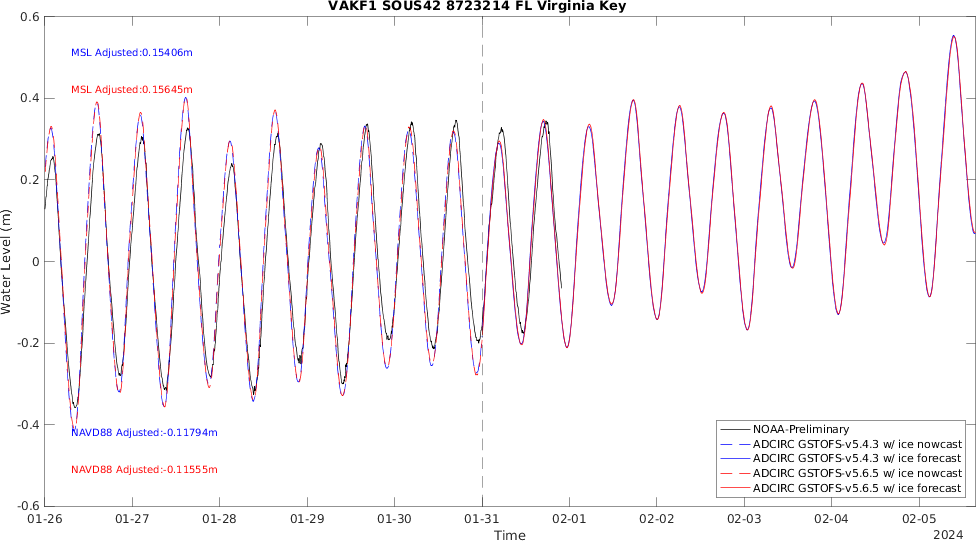 VAKF1 SOUS42 8723214 FL Virginia Key
0.6
0.4
0.2
0
-0.2
-0.4
-0.6
Water Level (m)
MSL Adjusted:0.15406m
MSL Adjusted:0.15645m
NAVD88 Adjusted:-0.11794m
NAVD88 Adjusted:-0.11555m
NOAA-Preliminary
ADCIRC GSTOFS-v5.4.3 w/ ice nowcast
ADCIRC GSTOFS-v5.4.3 w/ ice forecast
ADCIRC GSTOFS-v5.6.5 w/ ice nowcast
ADCIRC GSTOFS-v5.6.5 w/ ice forecast
01-26 01-27 01-28 01-29 01-30 01-31 02-01 02-02 02-03 02-04 02-05
Time
2024